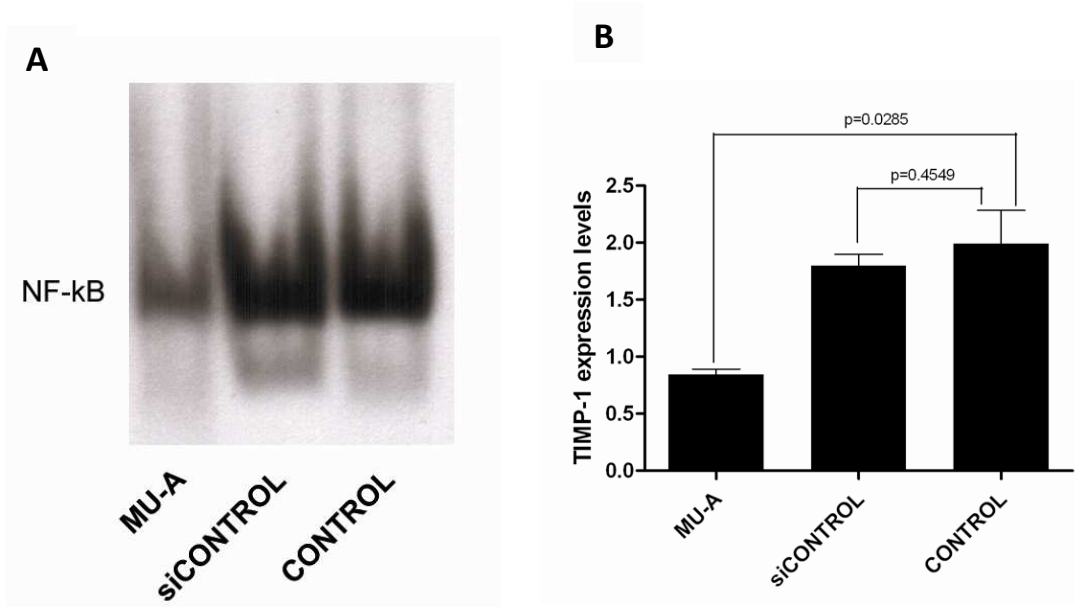 A
NF-kB
MU-A
siCONTROL
CONTROL
B
p=0.0285
p=0.4549
TIMP-1 expression levels
2.5
2.0
1.5
1.0
0.5
0.0
MU-A
siCONTROL
CONTROL